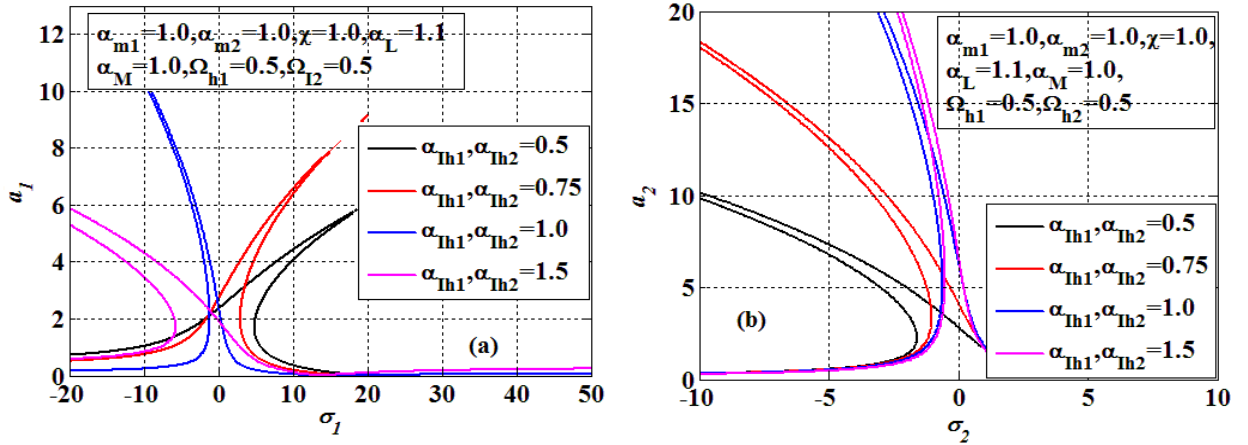 α_m1=1.0,α_m2=1.0,χ=1.0,α_L=1.1
α_M=1.0,Ω_h1=0.5,Ω_I2=0.5
α_Ih1,α_Ih2=0.5
α_Ih1,α_Ih2=0.75
α_Ih1,α_Ih2=1.0
α_Ih1,α_Ih2=1.5
(a)
a_1
12
10
8
6
4
2
0
-20 -10 0 10 20 30 40 50
σ_1
α_m1=1.0,α_m2=1.0,χ=1.0,
α_L=1.1,α_M=1.0,
Ω_h1=0.5,Ω_h2=0.5
α_Ih1,α_Ih2=0.5
α_Ih1,α_Ih2=0.75
α_Ih1,α_Ih2=1.0
α_Ih1,α_Ih2=1.5
(b)
a_2
20
15
10
5
0
-10 -5 0 5 10
σ_2